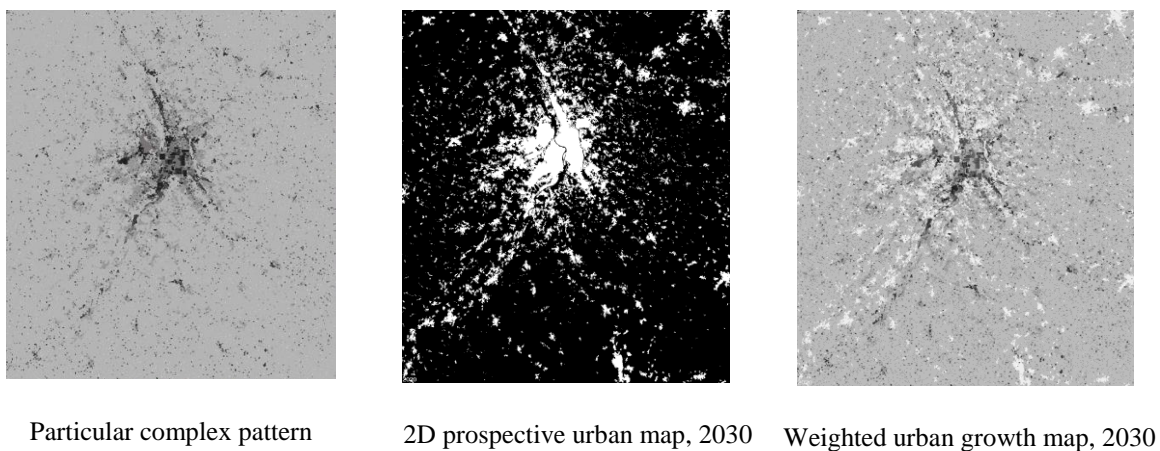 Particular complex pattern
2D prospective urban map, 2030
Weighted urban growth map, 2030